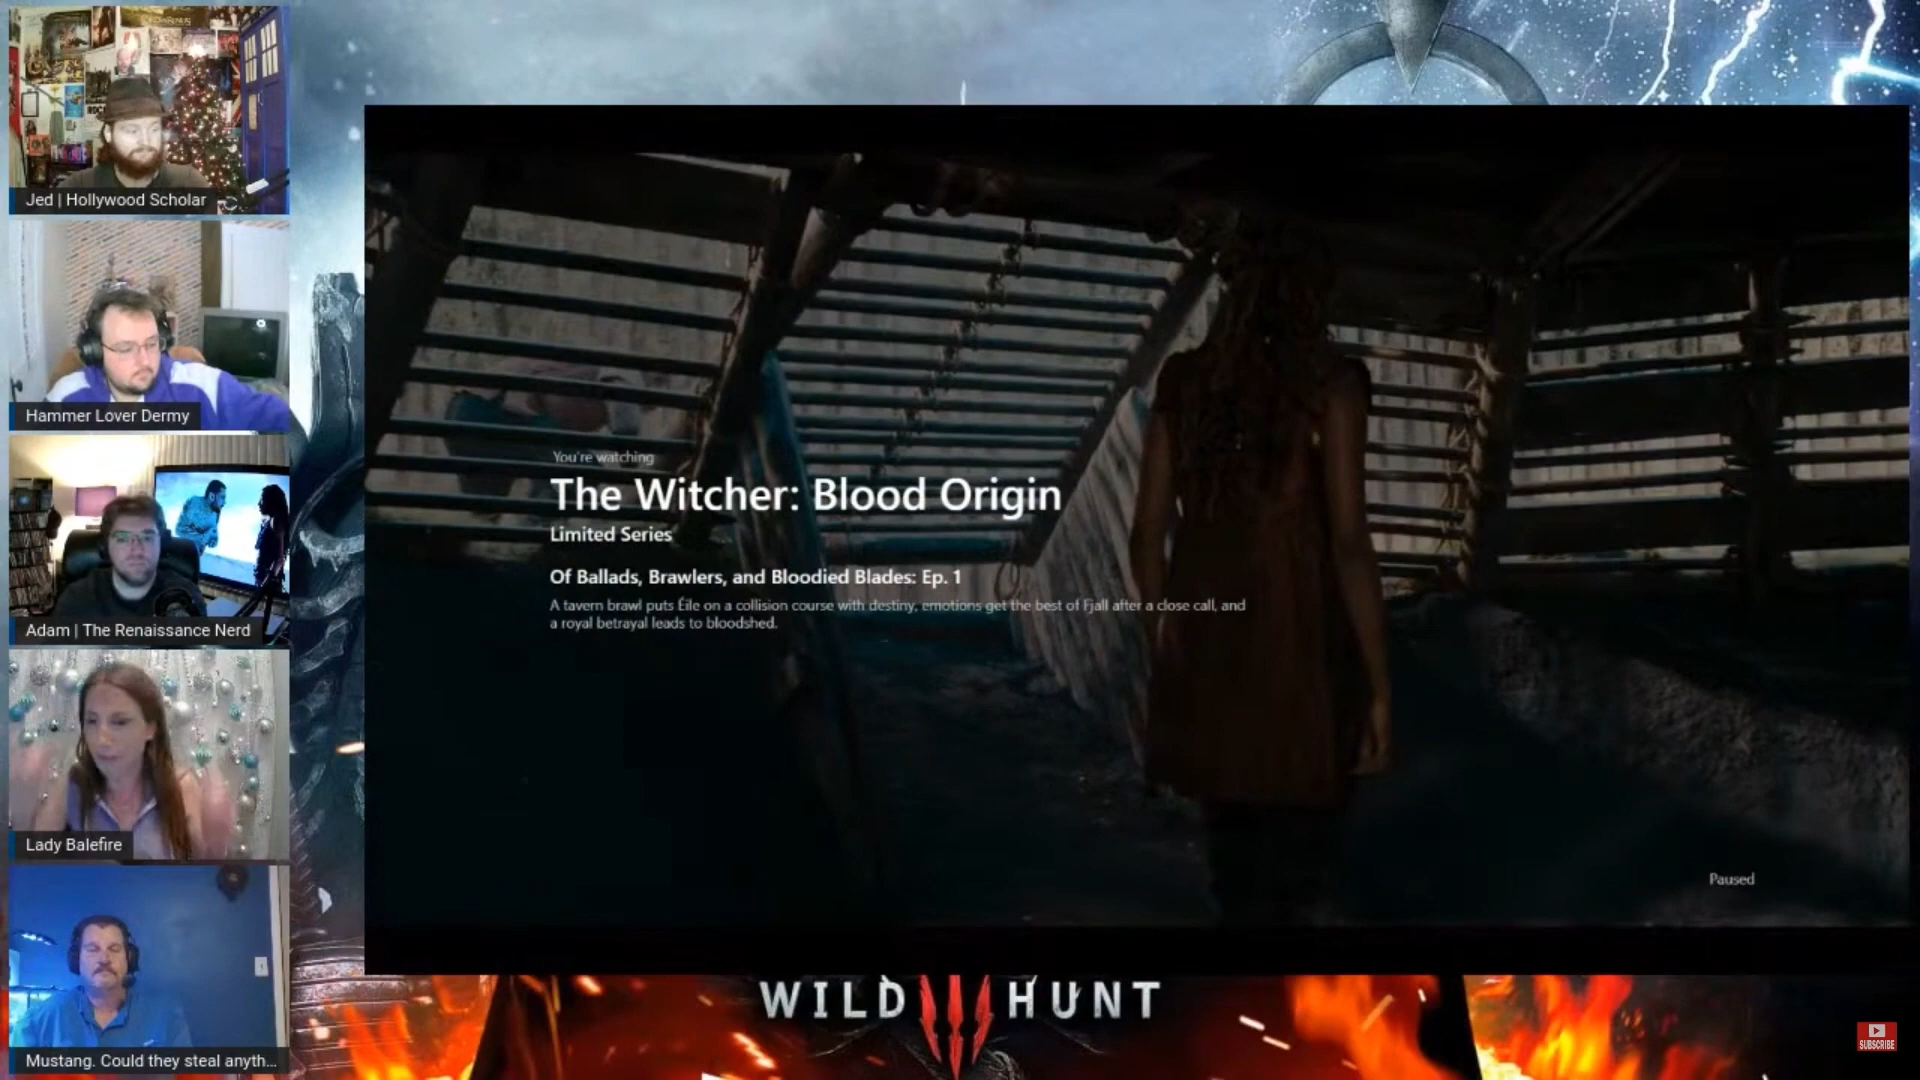 Jed | Hollywood Scholar
Hammer Lover Dermy
Adam | The Renaissance Nerd
Lady Balefire
Mustang. Could they steal anyth...
You're watching
The Witcher: Blood Origin
Limited Series
Of Ballads, Brawlers, and Bloodied Blades: Ep. 1
A tavern brawl puts Éile on a collision course with destiny, emotions get the best of Fjall after a close call, and
a royal betrayal leads to bloodshed.
Paused
WILD HUNT
SUBSCRIBE